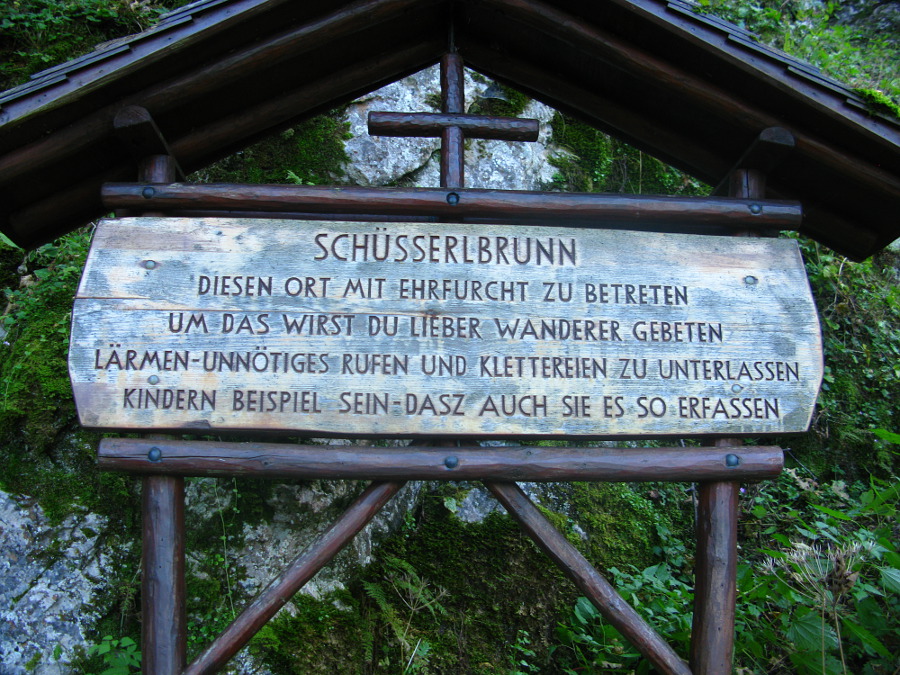 SCHÜSSERLBRUNN
DIESEN ORT MIT EHRFURCHT ZU BETRETEN
UM DAS WIRST DU LIEBER WANDERER GEBETEN
LÄRMEN-UNNÖTIGES RUFEN UND KLETTEREIEN ZU UNTERLASSEN
KINDERN BEISPIEL SEIN-DASZ AUCH SIE ES SO ERFASSEN